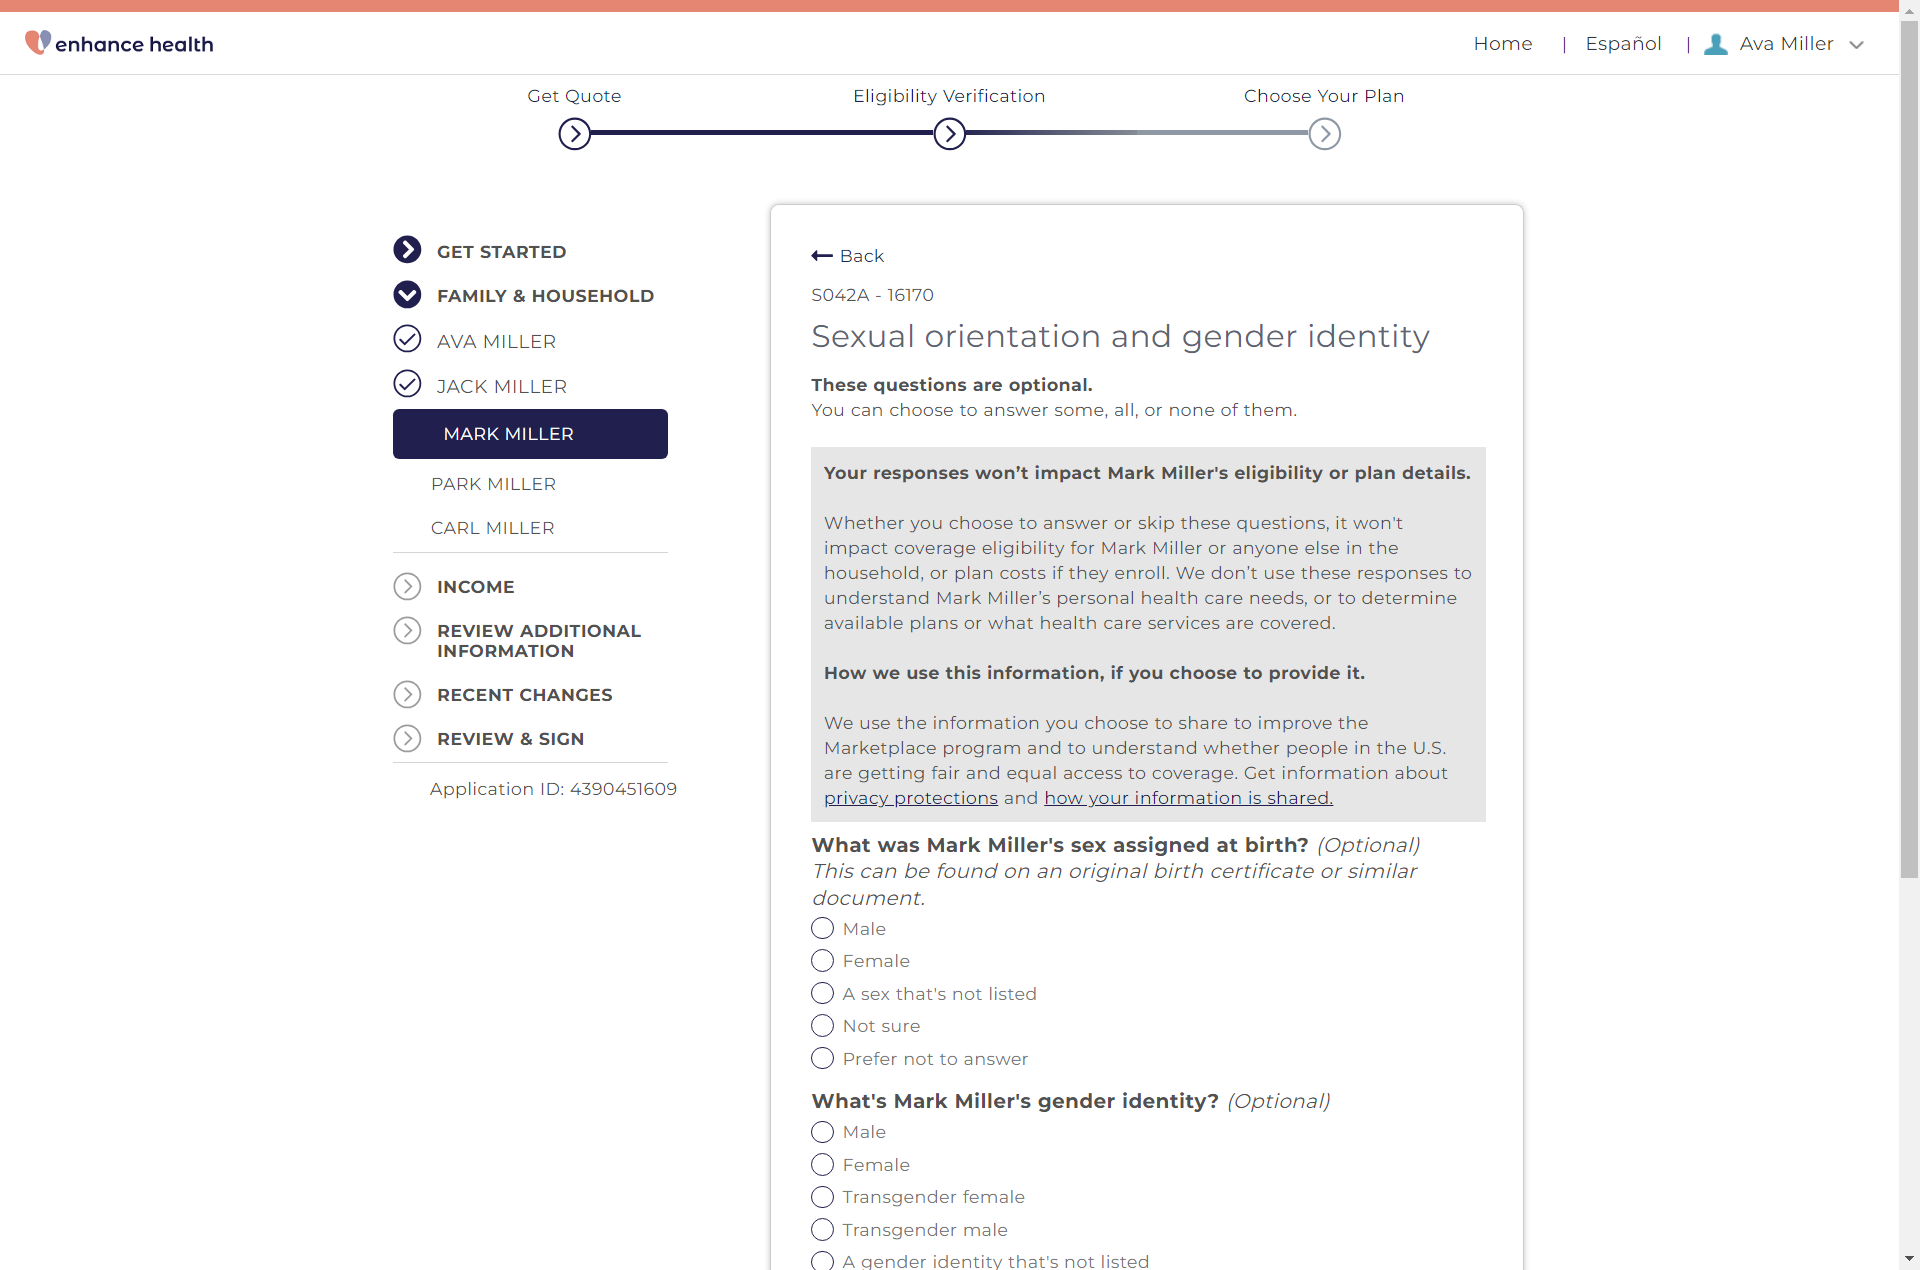 enhance health
Home | Español | Ava Miller
Get Quote
Eligibility Verification
Choose Your Plan
GET STARTED
FAMILY & HOUSEHOLD
AVA MILLER
JACK MILLER
MARK MILLER
PARK MILLER
CARL MILLER
INCOME
REVIEW ADDITIONAL
INFORMATION
RECENT CHANGES
REVIEW & SIGN
Application ID: 4390451609
Back
S042A - 16170
Sexual orientation and gender identity
These questions are optional.
You can choose to answer some, all, or none of them.
Your responses won’t impact Mark Miller's eligibility or plan details.
Whether you choose to answer or skip these questions, it won't
impact coverage eligibility for Mark Miller or anyone else in the
household, or plan costs if they enroll. We don’t use these responses to
understand Mark Miller’s personal health care needs, or to determine
available plans or what health care services are covered.
How we use this information, if you choose to provide it.
We use the information you choose to share to improve the
Marketplace program and to understand whether people in the U.S.
are getting fair and equal access to coverage. Get information about
privacy protections and how your information is shared.
What was Mark Miller's sex assigned at birth? (Optional)
This can be found on an original birth certificate or similar
document.
Male
Female
A sex that's not listed
Not sure
Prefer not to answer
What's Mark Miller's gender identity? (Optional)
Male
Female
Transgender female
Transgender male
A gender identity that's not listed